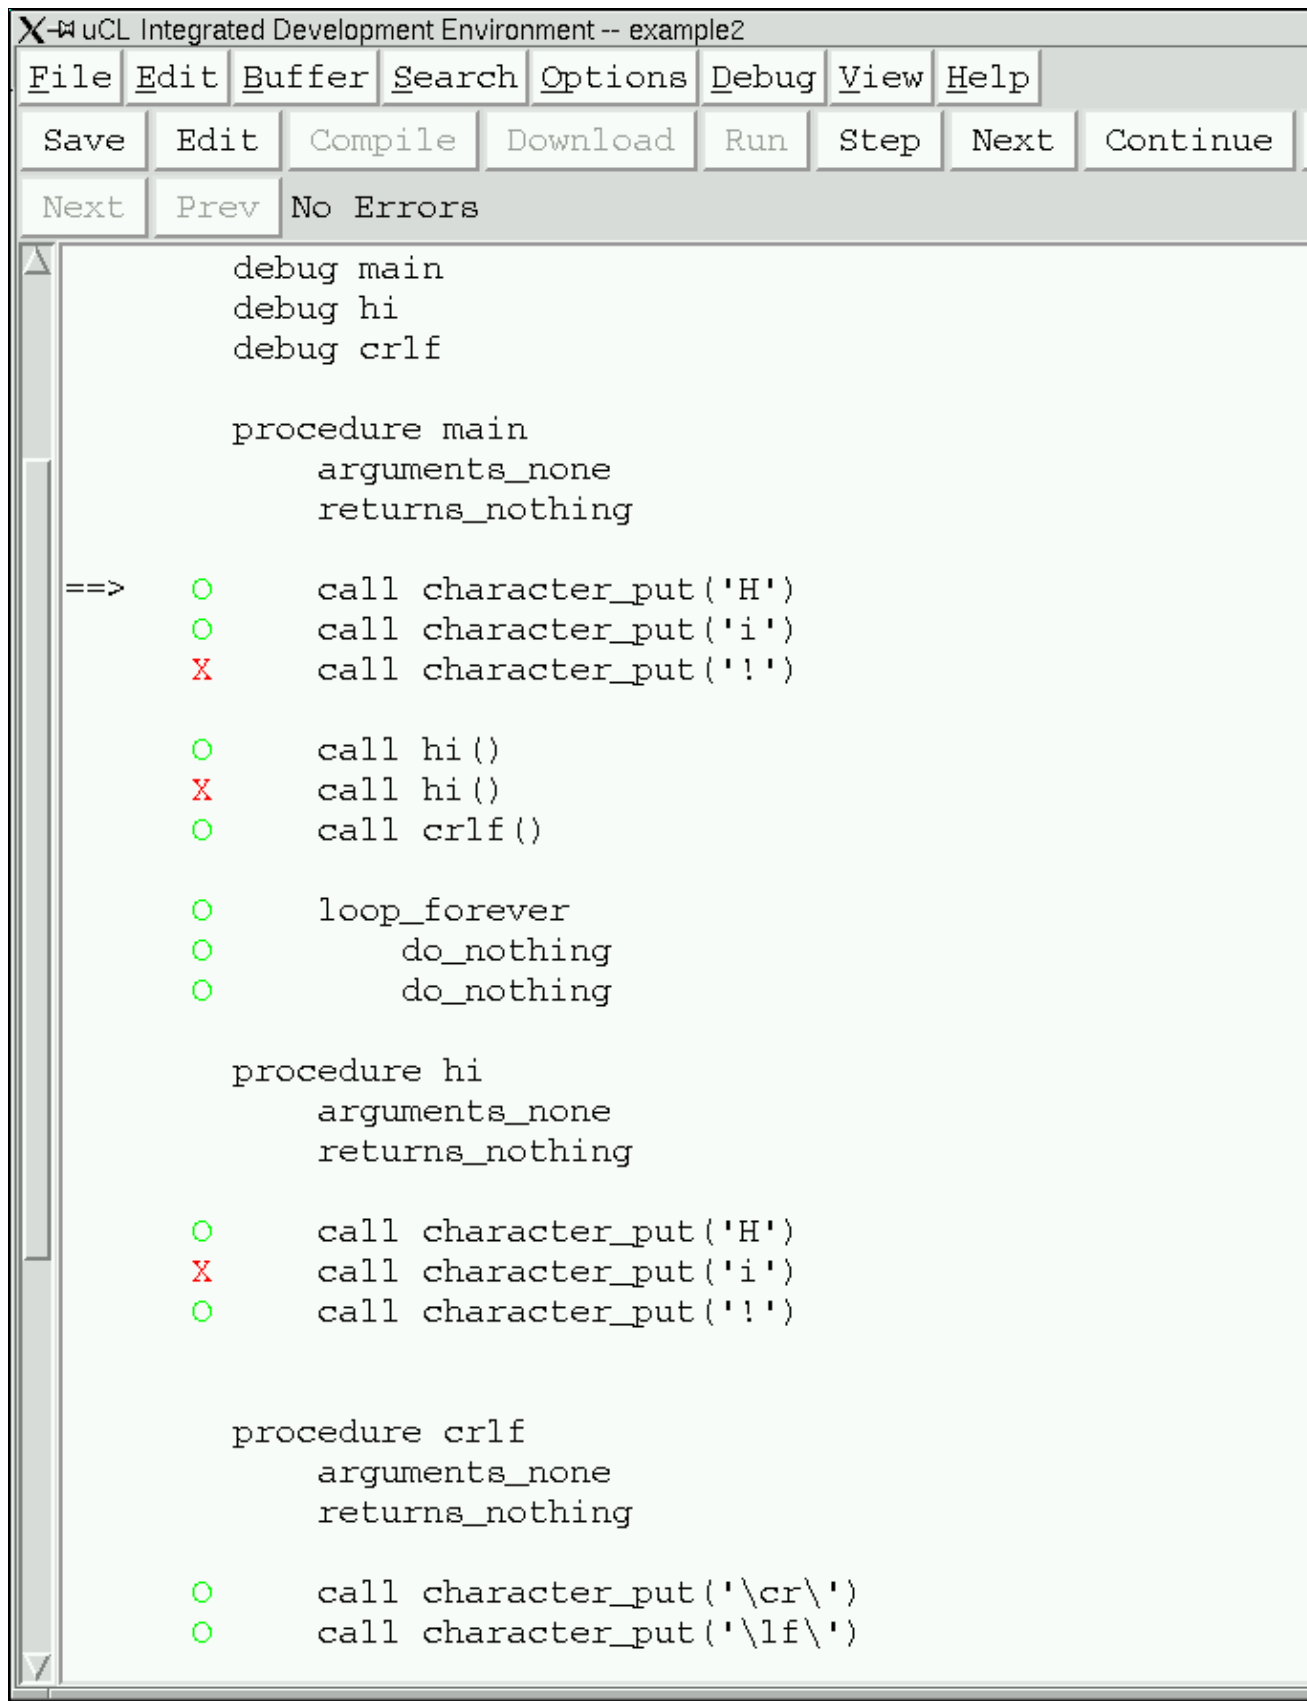 X uCL Integrated Development Environment -- example2
File Edit Buffer Search Options Debug View Help
Save Edit Compile Download Run Step Next Continue
Next Prev No Errors
debug main
debug hi
debug crlf
procedure main
arguments_none
returns_nothing
==> O call character_put('H')
O call character_put('i')
X call character_put('!')
O call hi()
X call hi()
O call crlf()
O loop_forever
O do_nothing
O do_nothing
procedure hi
arguments_none
returns_nothing
O call character_put('H')
X call character_put('i')
O call character_put('!')
procedure crlf
arguments_none
returns_nothing
O call character_put('\cr\')
O call character_put('\lf\')